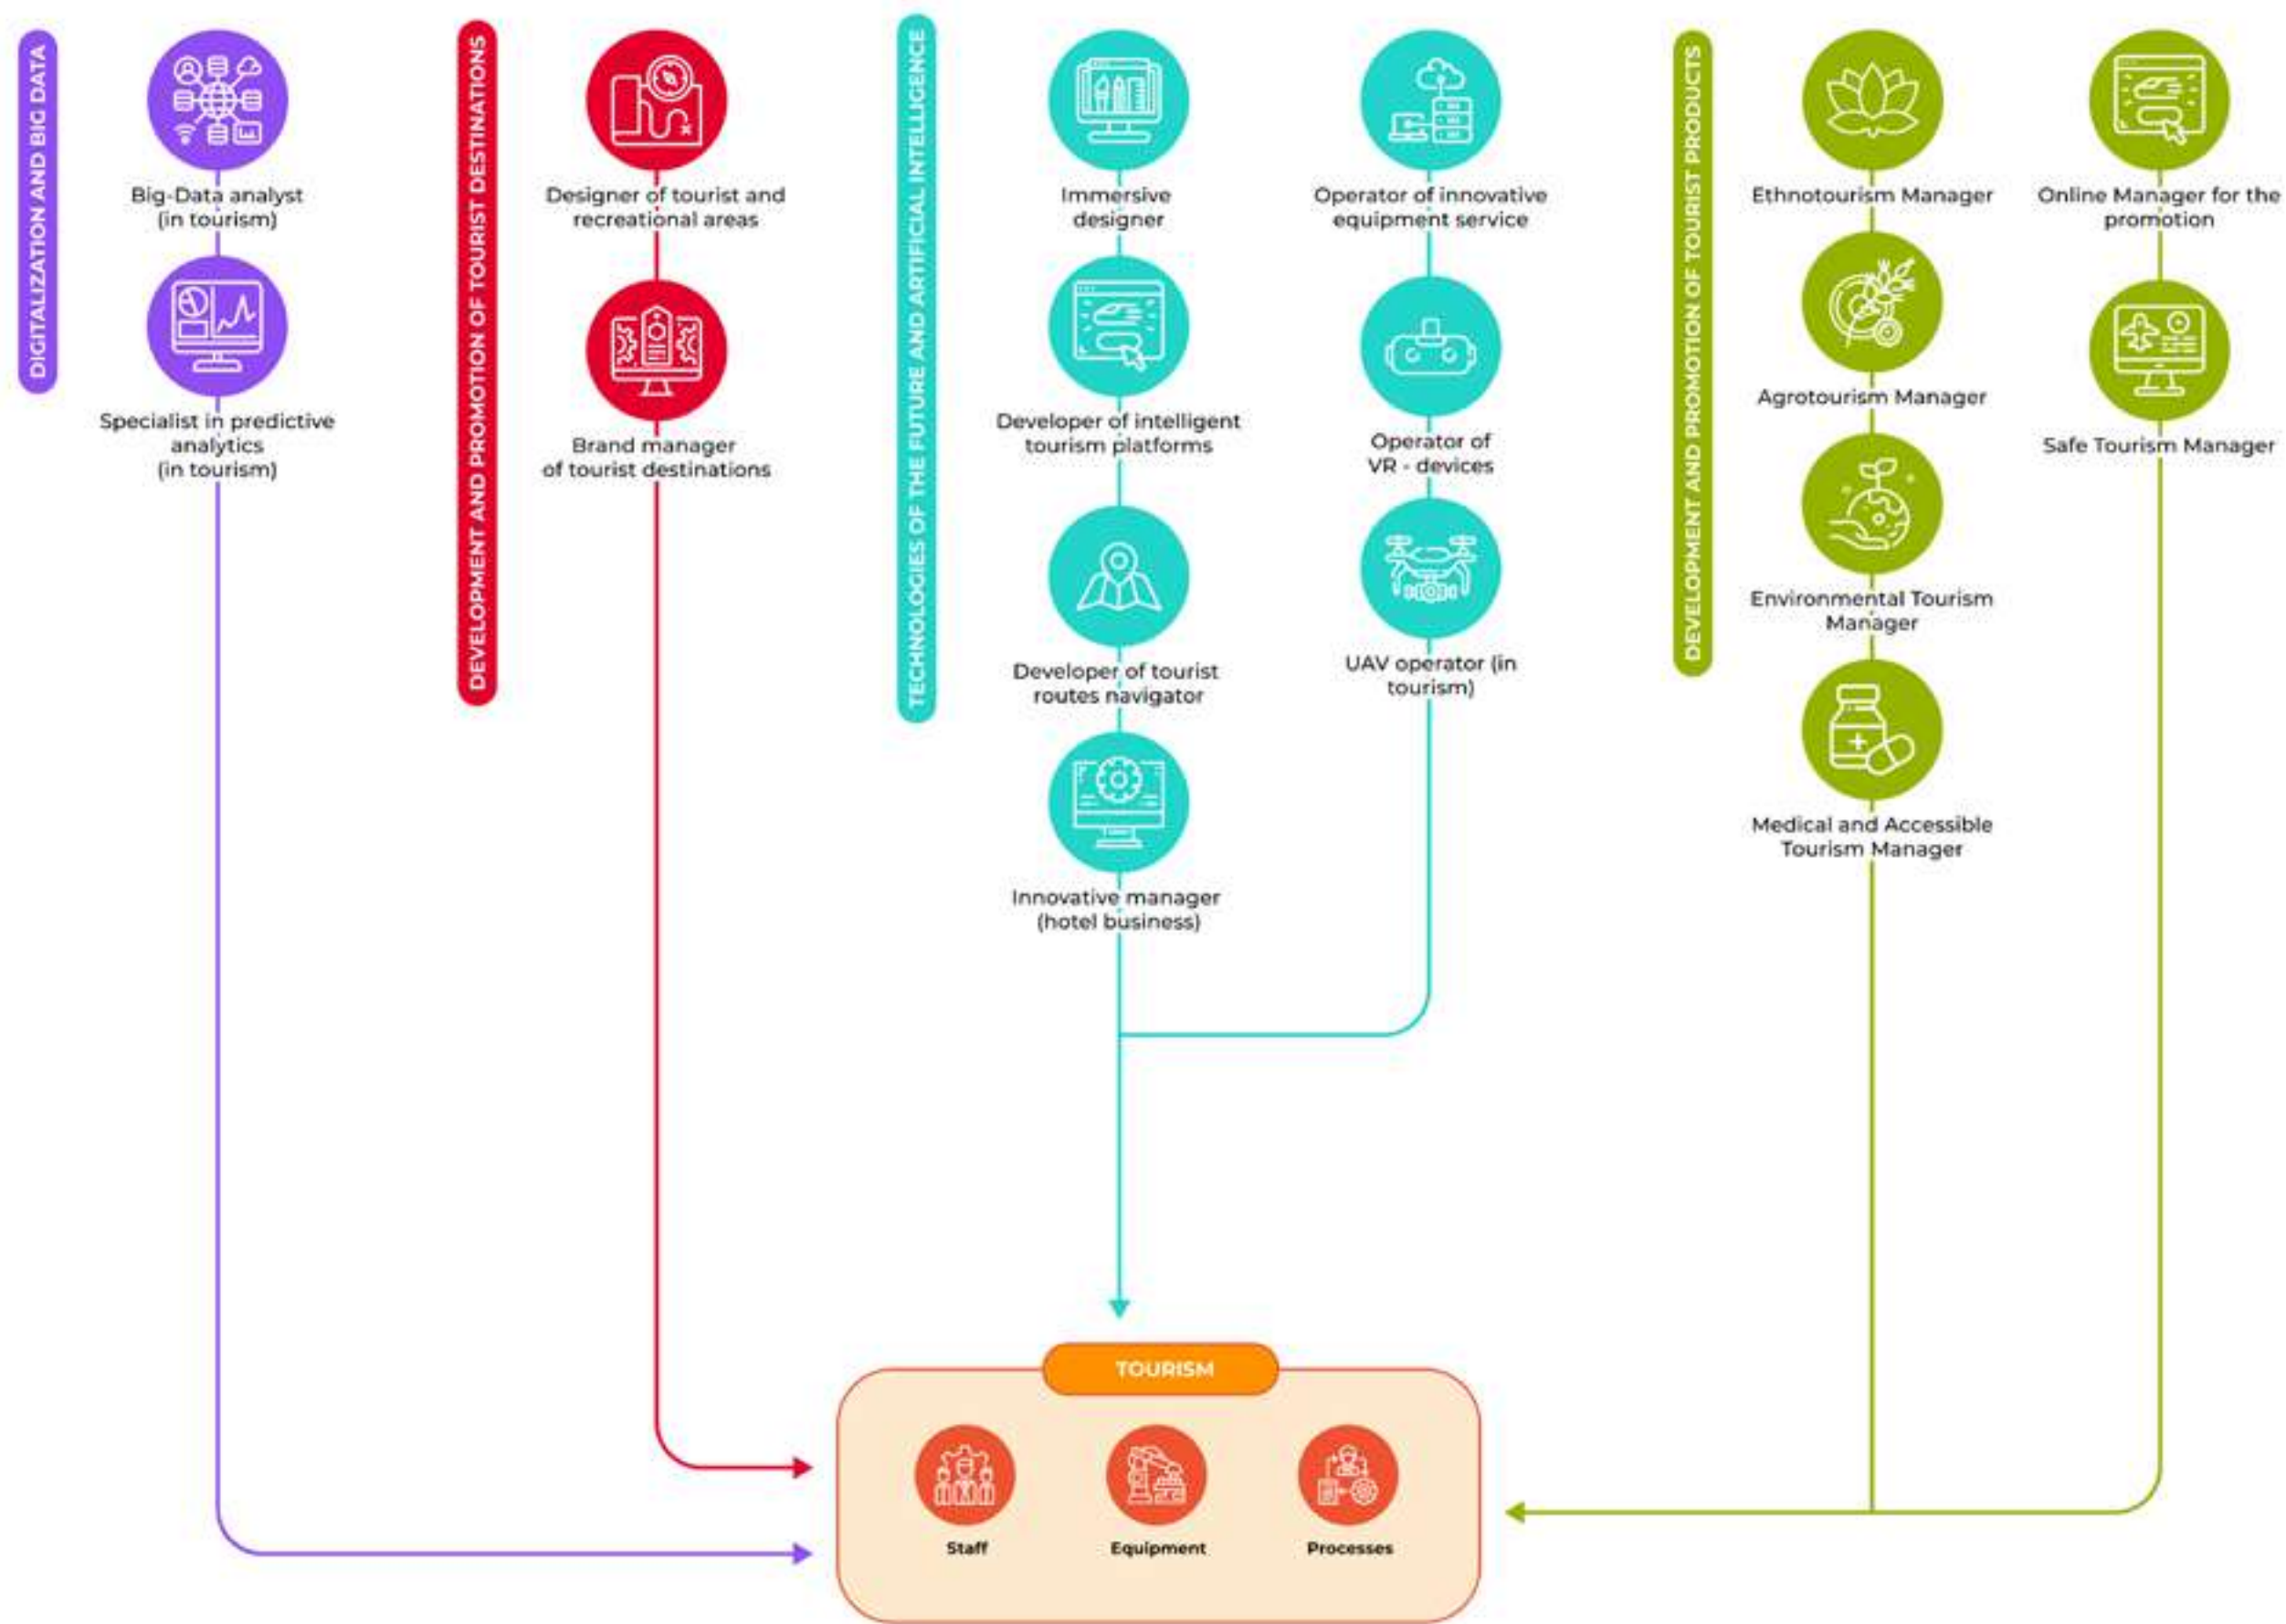 DIGITALIZATION AND BIG DATA
Big-Data analyst
(in tourism)
Specialist in predictive
analytics
(in tourism)
DEVELOPMENT AND PROMOTION OF TOURIST DESTINATIONS
Designer of tourist and
recreational areas
Brand manager
of tourist destinations
TECHNOLOGIES OF THE FUTURE AND ARTIFICIAL INTELLIGENCE
Immersive
designer
Developer of intelligent
tourism platforms
Developer of tourist
routes navigator
Innovative manager
(hotel business)
Operator of innovative
equipment service
Operator of
VR - devices
UAV operator (in
tourism)
DEVELOPMENT AND PROMOTION OF TOURIST PRODUCTS
Ethnotourism Manager
Agrotourism Manager
Environmental Tourism
Manager
Medical and Accessible
Tourism Manager
Online Manager for the
promotion
Safe Tourism Manager
TOURISM
Staff
Equipment
Processes